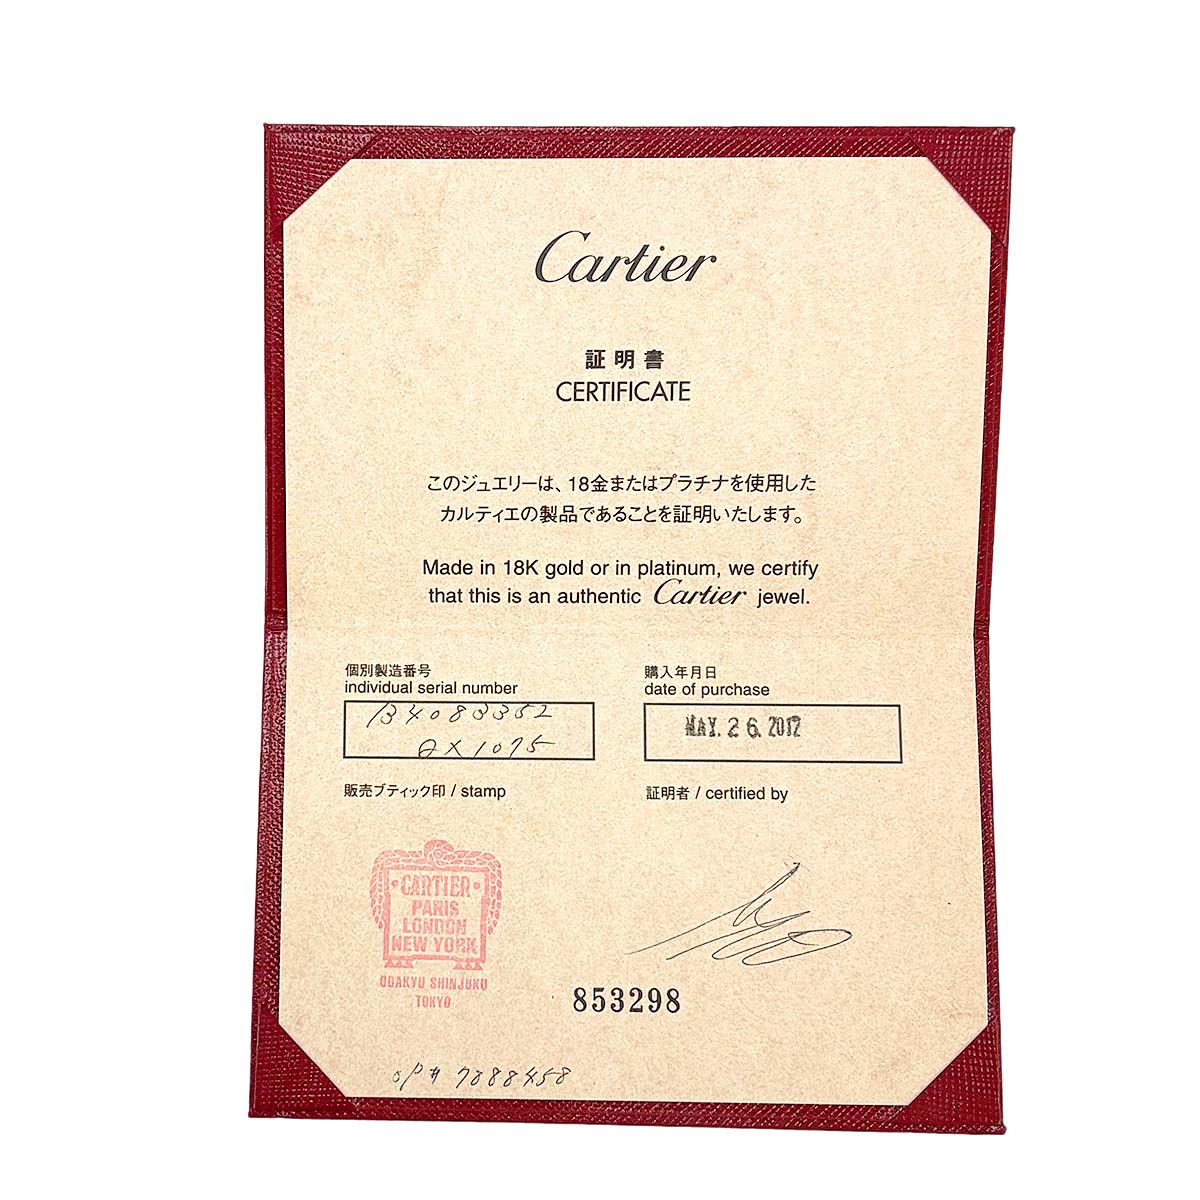 Cartier
証明書
CERTIFICATE
このジュエリーは、18金またはプラチナを使用した
カルティエの製品であることを証明いたします。
Made in 18K gold or in platinum, we certify
that this is an authentic Cartier jewel.
個別製造番号
individual serial number
B4083352
QX1075
購入年月日
date of purchase
MAY. 26. 2012
販売ブティック印 / stamp
証明者 / certified by
CARTIER
PARIS
LONDON
NEW YORK
ODAKYU SHINJUKU
TOKYO
853298
OP# 7888458